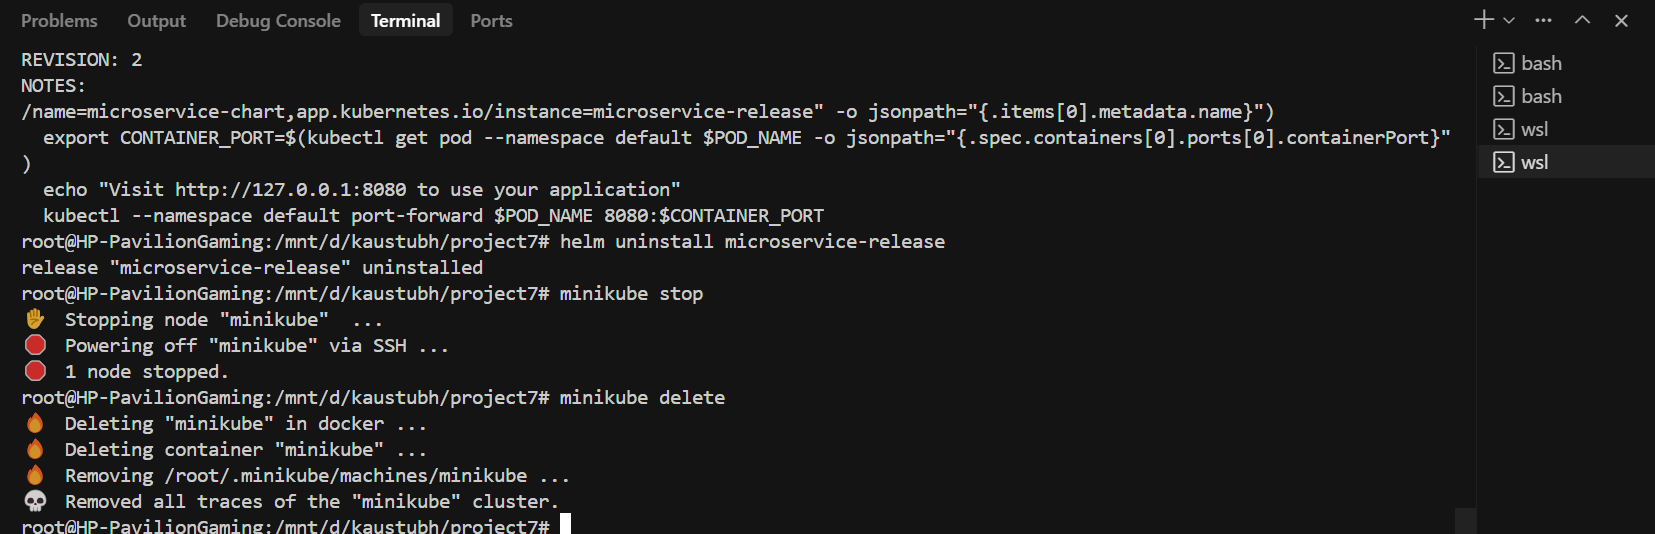 Problems Output Debug Console Terminal Ports
REVISION: 2
NOTES:
/name=microservice-chart,app.kubernetes.io/instance=microservice-release" -o jsonpath="{.items[0].metadata.name}")
  export CONTAINER_PORT=$(kubectl get pod --namespace default $POD_NAME -o jsonpath="{.spec.containers[0].ports[0].containerPort}"
)
  echo "Visit http://127.0.0.1:8080 to use your application"
  kubectl --namespace default port-forward $POD_NAME 8080:$CONTAINER_PORT
root@HP-PavilionGaming:/mnt/d/kaustubh/project7# helm uninstall microservice-release
release "microservice-release" uninstalled
root@HP-PavilionGaming:/mnt/d/kaustubh/project7# minikube stop
✋  Stopping node "minikube"  ...
🛑  Powering off "minikube" via SSH ...
🛑  1 node stopped.
root@HP-PavilionGaming:/mnt/d/kaustubh/project7# minikube delete
🔥  Deleting "minikube" in docker ...
🔥  Deleting container "minikube" ...
🔥  Removing /root/.minikube/machines/minikube ...
💀  Removed all traces of the "minikube" cluster.
root@HP-PavilionGaming:/mnt/d/kaustubh/project7#
bash
bash
wsl
wsl